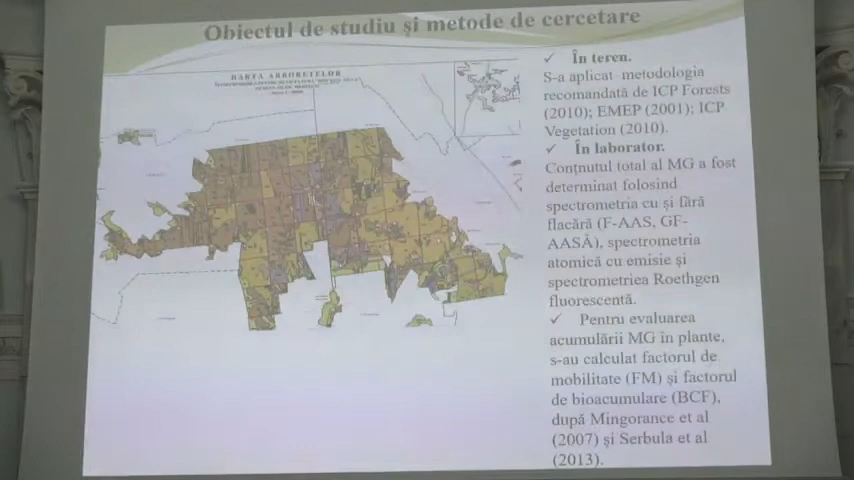 Obiectul de studiu și metode de cercetare
HARTA ARBORETELOR
✓ În teren.
S-a aplicat metodologia
recomandată de ICP Forests
(2010); EMEP (2001); ICP
Vegetation (2010).
✓ În laborator.
Conținutul total al MG a fost
determinat folosind
spectrometria cu și fără
flacără (F-AAS, GF-
AASĂ), spectrometria
atomică cu emisie și
spectrometriea Roethgen
fluorescentă.
✓ Pentru evaluarea
acumulării MG în plante,
s-au calculat factorul de
mobilitate (FM) și factorul
de bioacumulare (BCF),
după Mingorance et al
(2007) și Serbula et al
(2013).